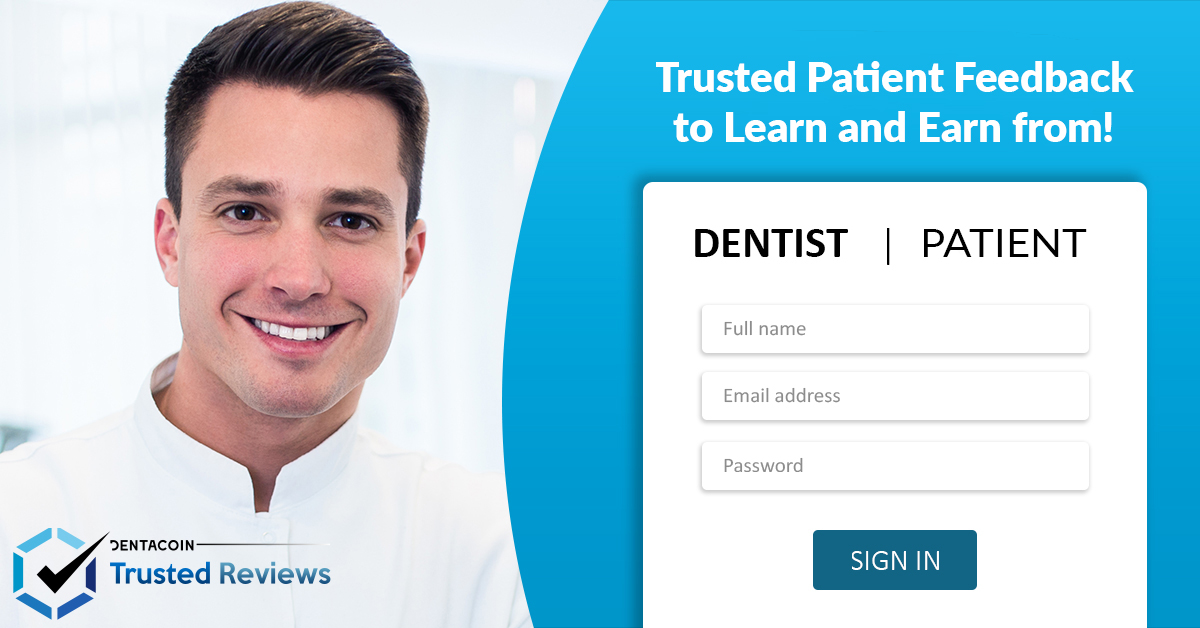 Trusted Patient Feedback
to Learn and Earn from!
DENTIST | PATIENT
Full name
Email address
Password
SIGN IN
DENTACOIN
Trusted Reviews